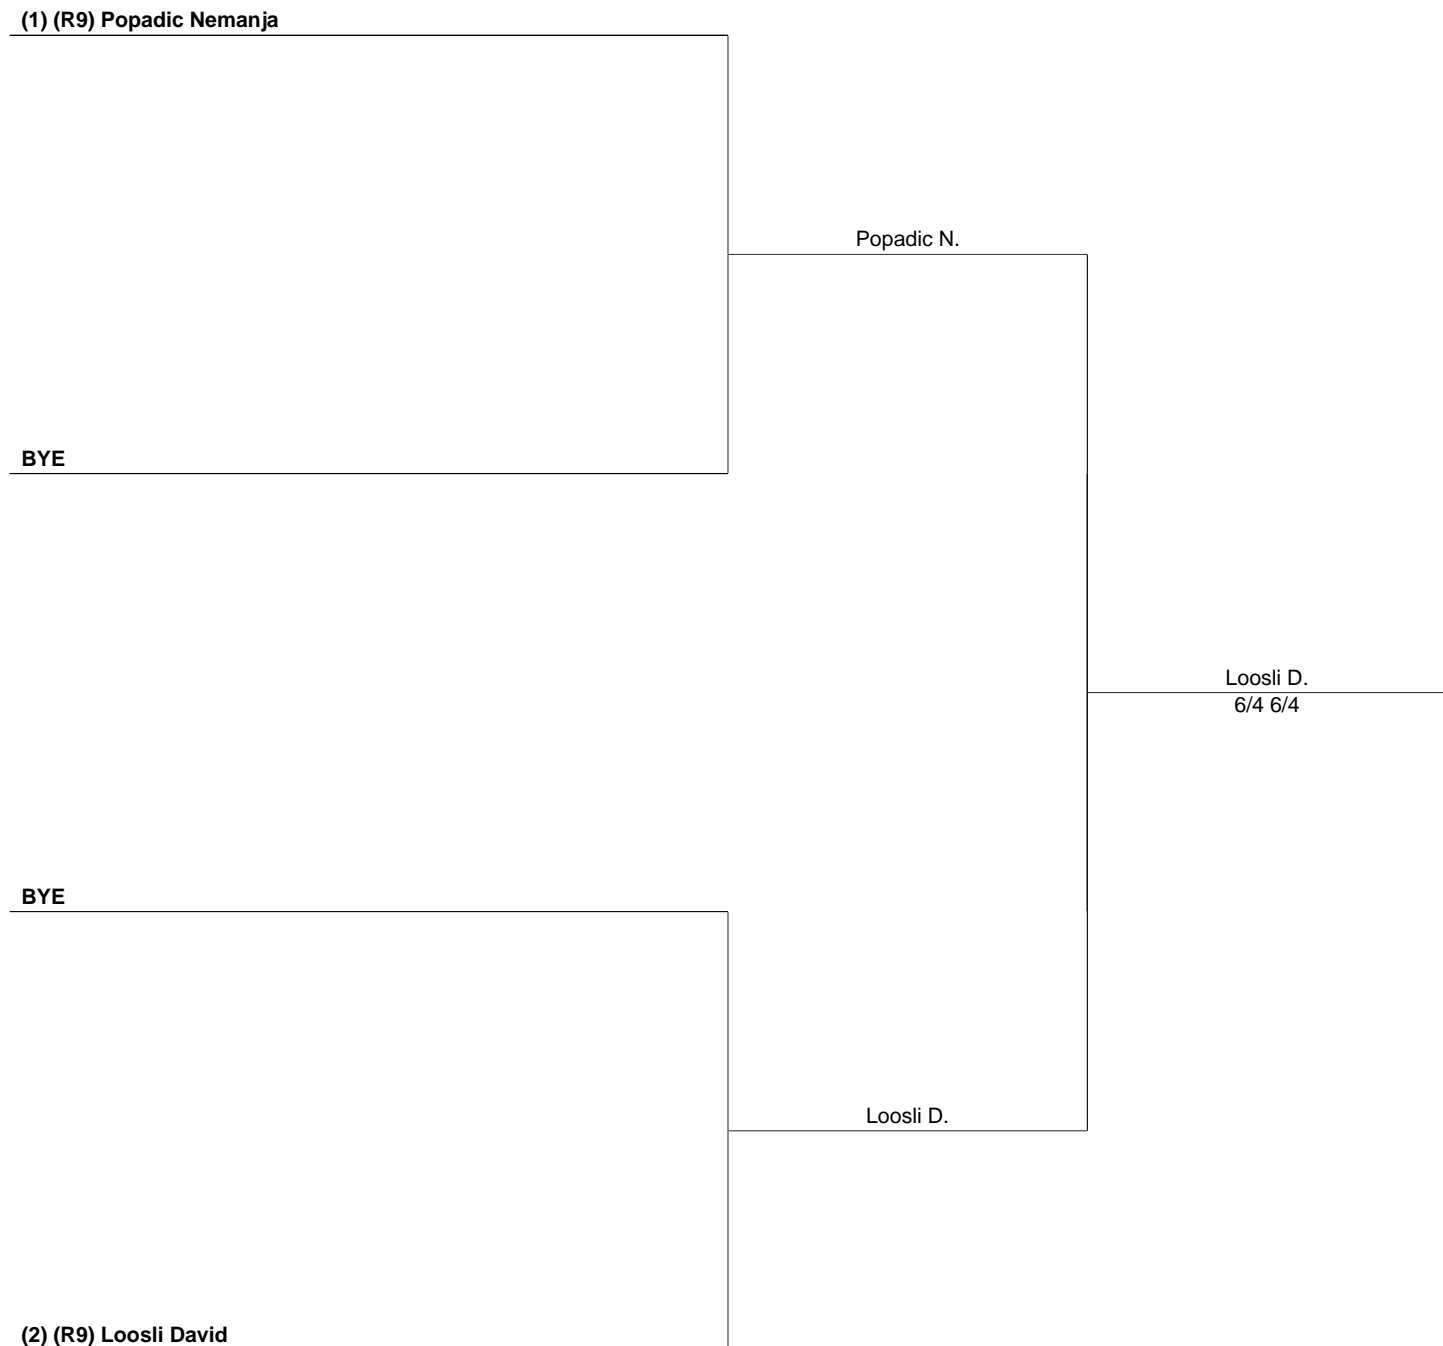 (1) (R9) Popadic Nemanja
Popadic N.
BYE
Loosli D.
6/4 6/4
BYE
Loosli D.
(2) (R9) Loosli David